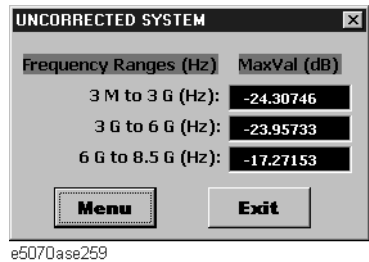 UNCORRECTED SYSTEM
Frequency Ranges (Hz) MaxVal (dB)
3 M to 3 G (Hz): -24.30746
3 G to 6 G (Hz): -23.95733
6 G to 8.5 G (Hz): -17.27153
Menu Exit
e5070ase259